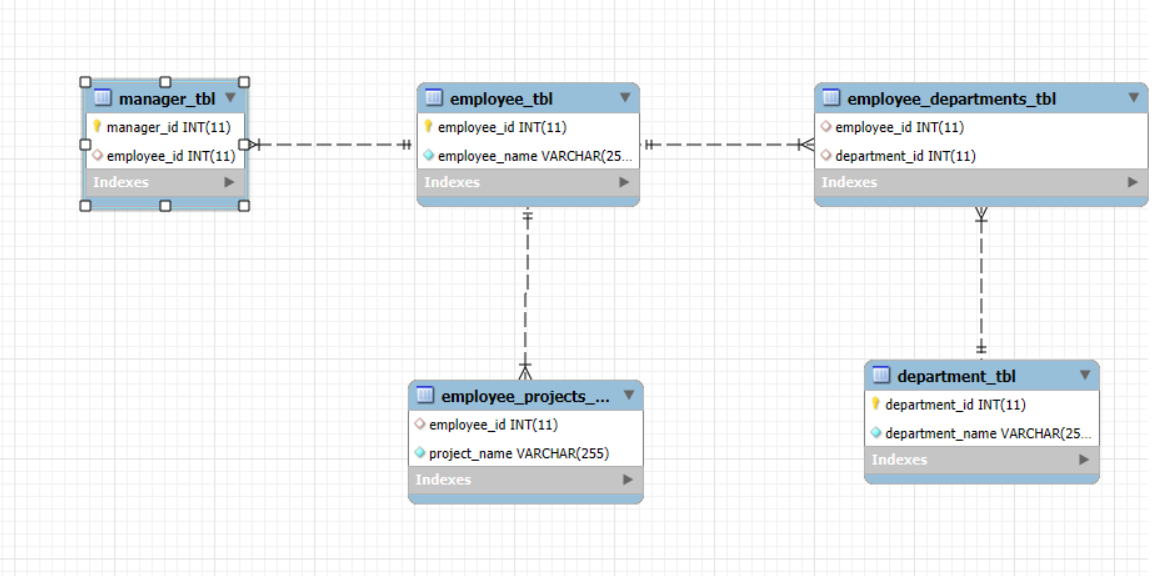 manager_tbl
manager_id INT(11)
employee_id INT(11)
Indexes
employee_tbl
employee_id INT(11)
employee_name VARCHAR(25...
Indexes
employee_departments_tbl
employee_id INT(11)
department_id INT(11)
Indexes
employee_projects_...
employee_id INT(11)
project_name VARCHAR(255)
Indexes
department_tbl
department_id INT(11)
department_name VARCHAR(25...
Indexes